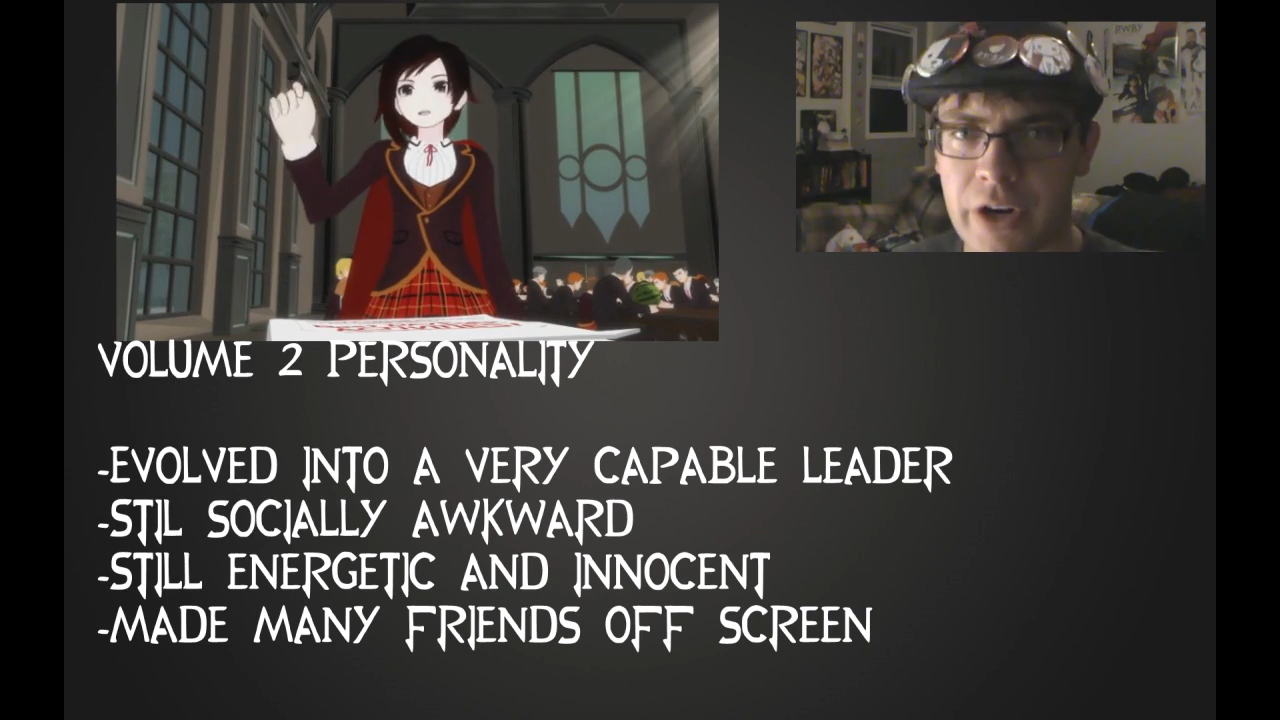 RWBY
VOLUME 2 PERSONALITY
-EVOLVED INTO A VERY CAPABLE LEADER
-STIL SOCIALLY AWKWARD
-STILL ENERGETIC AND INNOCENT
-MADE MANY FRIENDS OFF SCREEN